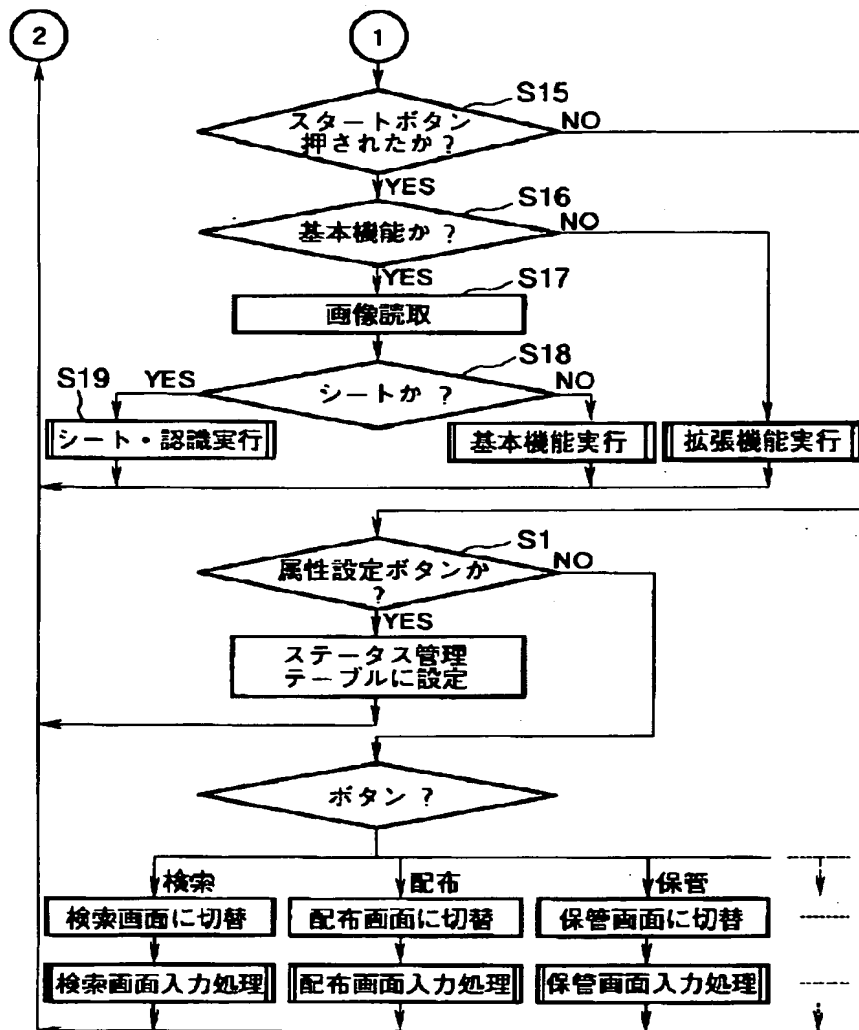 2
1
S15
スタートボタン
押されたか？
NO
YES
S16
基本機能か？
NO
YES
S17
画像読取
S18
シートか？
YES
NO
S19
シート・認識実行
基本機能実行
拡張機能実行
S1
属性設定ボタンか
？
NO
YES
ステータス管理
テーブルに設定
ボタン？
検索
配布
保管
検索画面に切替
配布画面に切替
保管画面に切替
検索画面入力処理
配布画面入力処理
保管画面入力処理